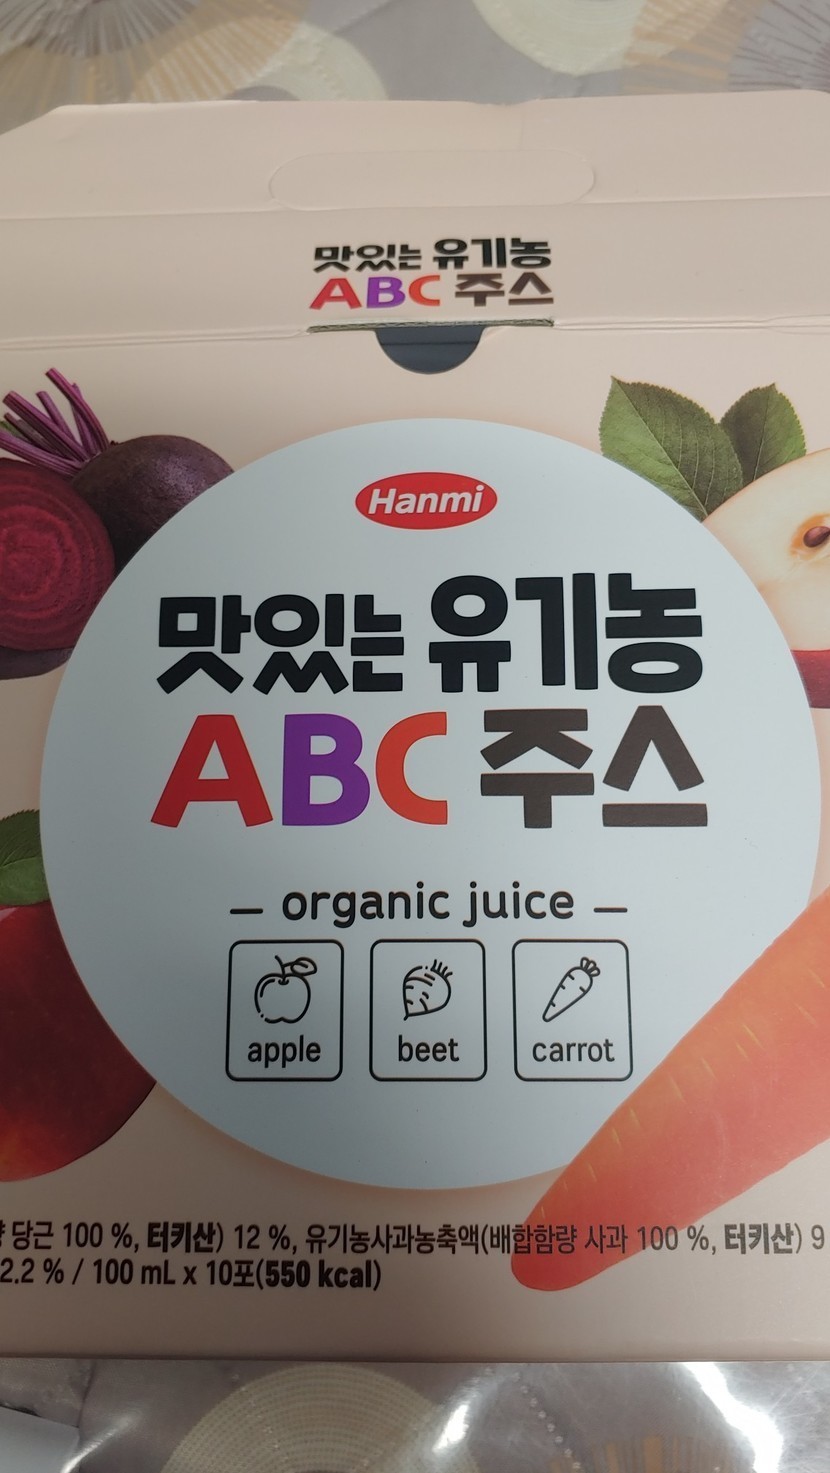 맛있는 유기농
ABC 주스
Hanmi
맛있는 유기농
ABC 주스
organic juice
apple
beet
carrot
당근 100 %, 터키산) 12 %, 유기농사과농축액(배합함량 사과 100 %, 터키산) 9
2.2 % / 100 mL x 10포(550 kcal)